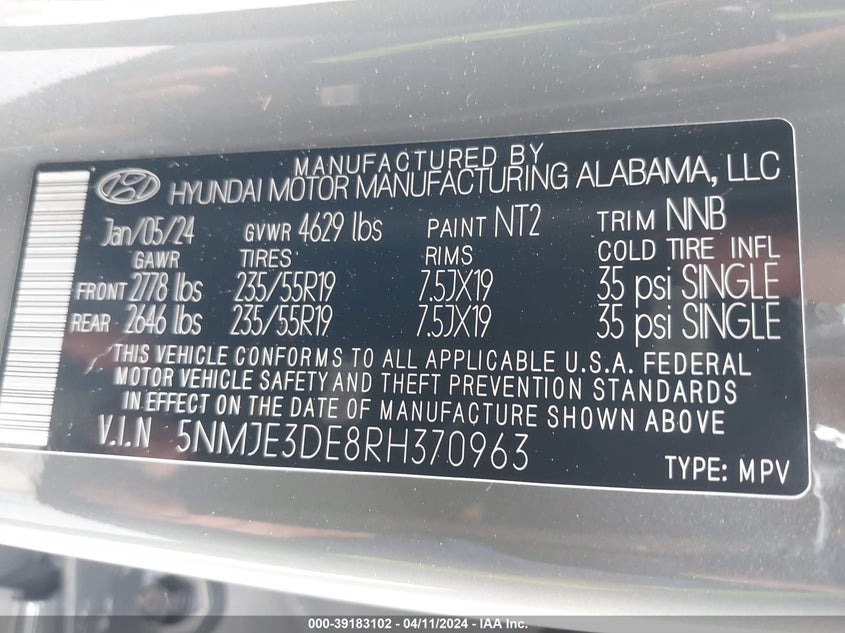 MANUFACTURED BY
HYUNDAI MOTOR MANUFACTURING ALABAMA, LLC
Jan/05/24 GVWR 4629 lbs PAINT NT2 TRIM NNB
GAWR TIRES RIMS COLD TIRE INFL
FRONT 2778 lbs 235/55R19 7.5JX19 35 psi SINGLE
REAR 2646 lbs 235/55R19 7.5JX19 35 psi SINGLE
THIS VEHICLE CONFORMS TO ALL APPLICABLE U.S.A. FEDERAL
MOTOR VEHICLE SAFETY AND THEFT PREVENTION STANDARDS
IN EFFECT ON THE DATE OF MANUFACTURE SHOWN ABOVE
V.I.N 5NMJE3DE8RH370963
TYPE: MPV
000-39183102 - 04/11/2024 - IAA Inc.